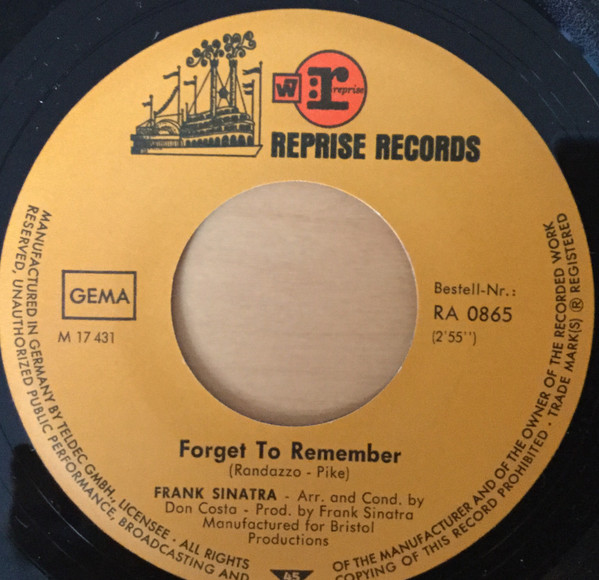 W :r reprise
REPRISE RECORDS
GEMA
M 17 431
Bestell-Nr.:
RA 0865
(2'55'')
Forget To Remember
(Randazzo - Pike)
FRANK SINATRA - Arr. and Cond. by
Don Costa - Prod. by Frank Sinatra
Manufactured for Bristol
Productions
45
MANUFACTURED IN GERMANY BY TELDEC GMBH., LICENSEE · ALL RIGHTS
RESERVED, UNAUTHORIZED PUBLIC PERFORMANCE, BROADCASTING AND
OF THE MANUFACTURER AND OF THE OWNER OF THE RECORDED WORK
COPYING OF THIS RECORD PROHIBITED · TRADE MARK(S) ® REGISTERED